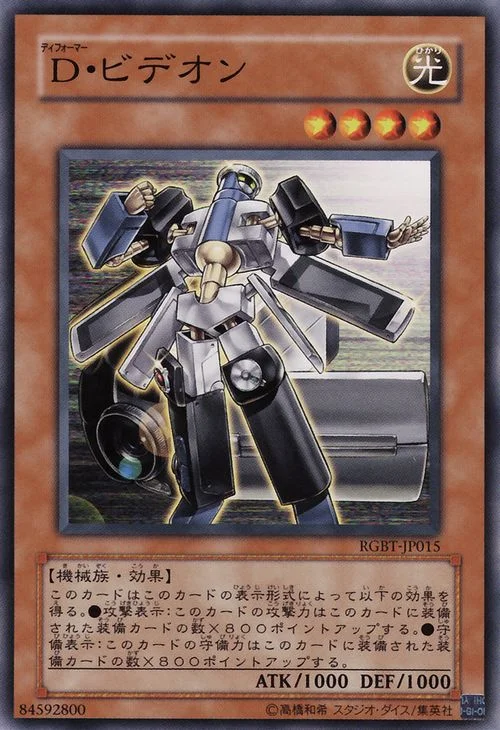 ディフォーマー
D・ビデオン
ひかり
光
RGBT-JP015
【機械族・効果】
このカードはこのカードの表示形式によって以下の効果を
得る。●攻撃表示：このカードの攻撃力はこのカードに装備
された装備カードの数×８００ポイントアップする。●守
備表示：このカードの守備力はこのカードに装備された装
備カードの数×８００ポイントアップする。
ATK/1000 DEF/1000
84592800
©高橋和希 スタジオ・ダイス/集英社